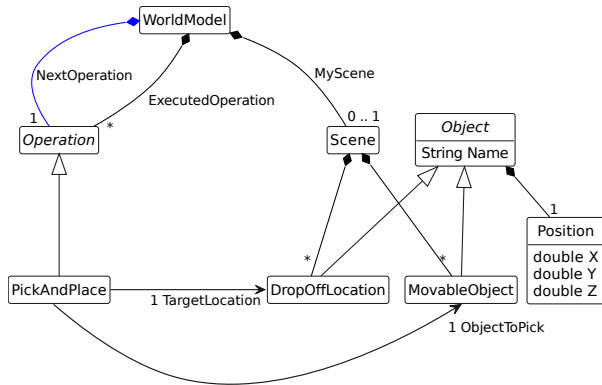 WorldModel
NextOperation
MyScene
ExecutedOperation
1
*
0 .. 1
Operation
Scene
Object
String Name
1
Position
double X
double Y
double Z
*
*
PickAndPlace
DropOffLocation
MovableObject
1 TargetLocation
1 ObjectToPick